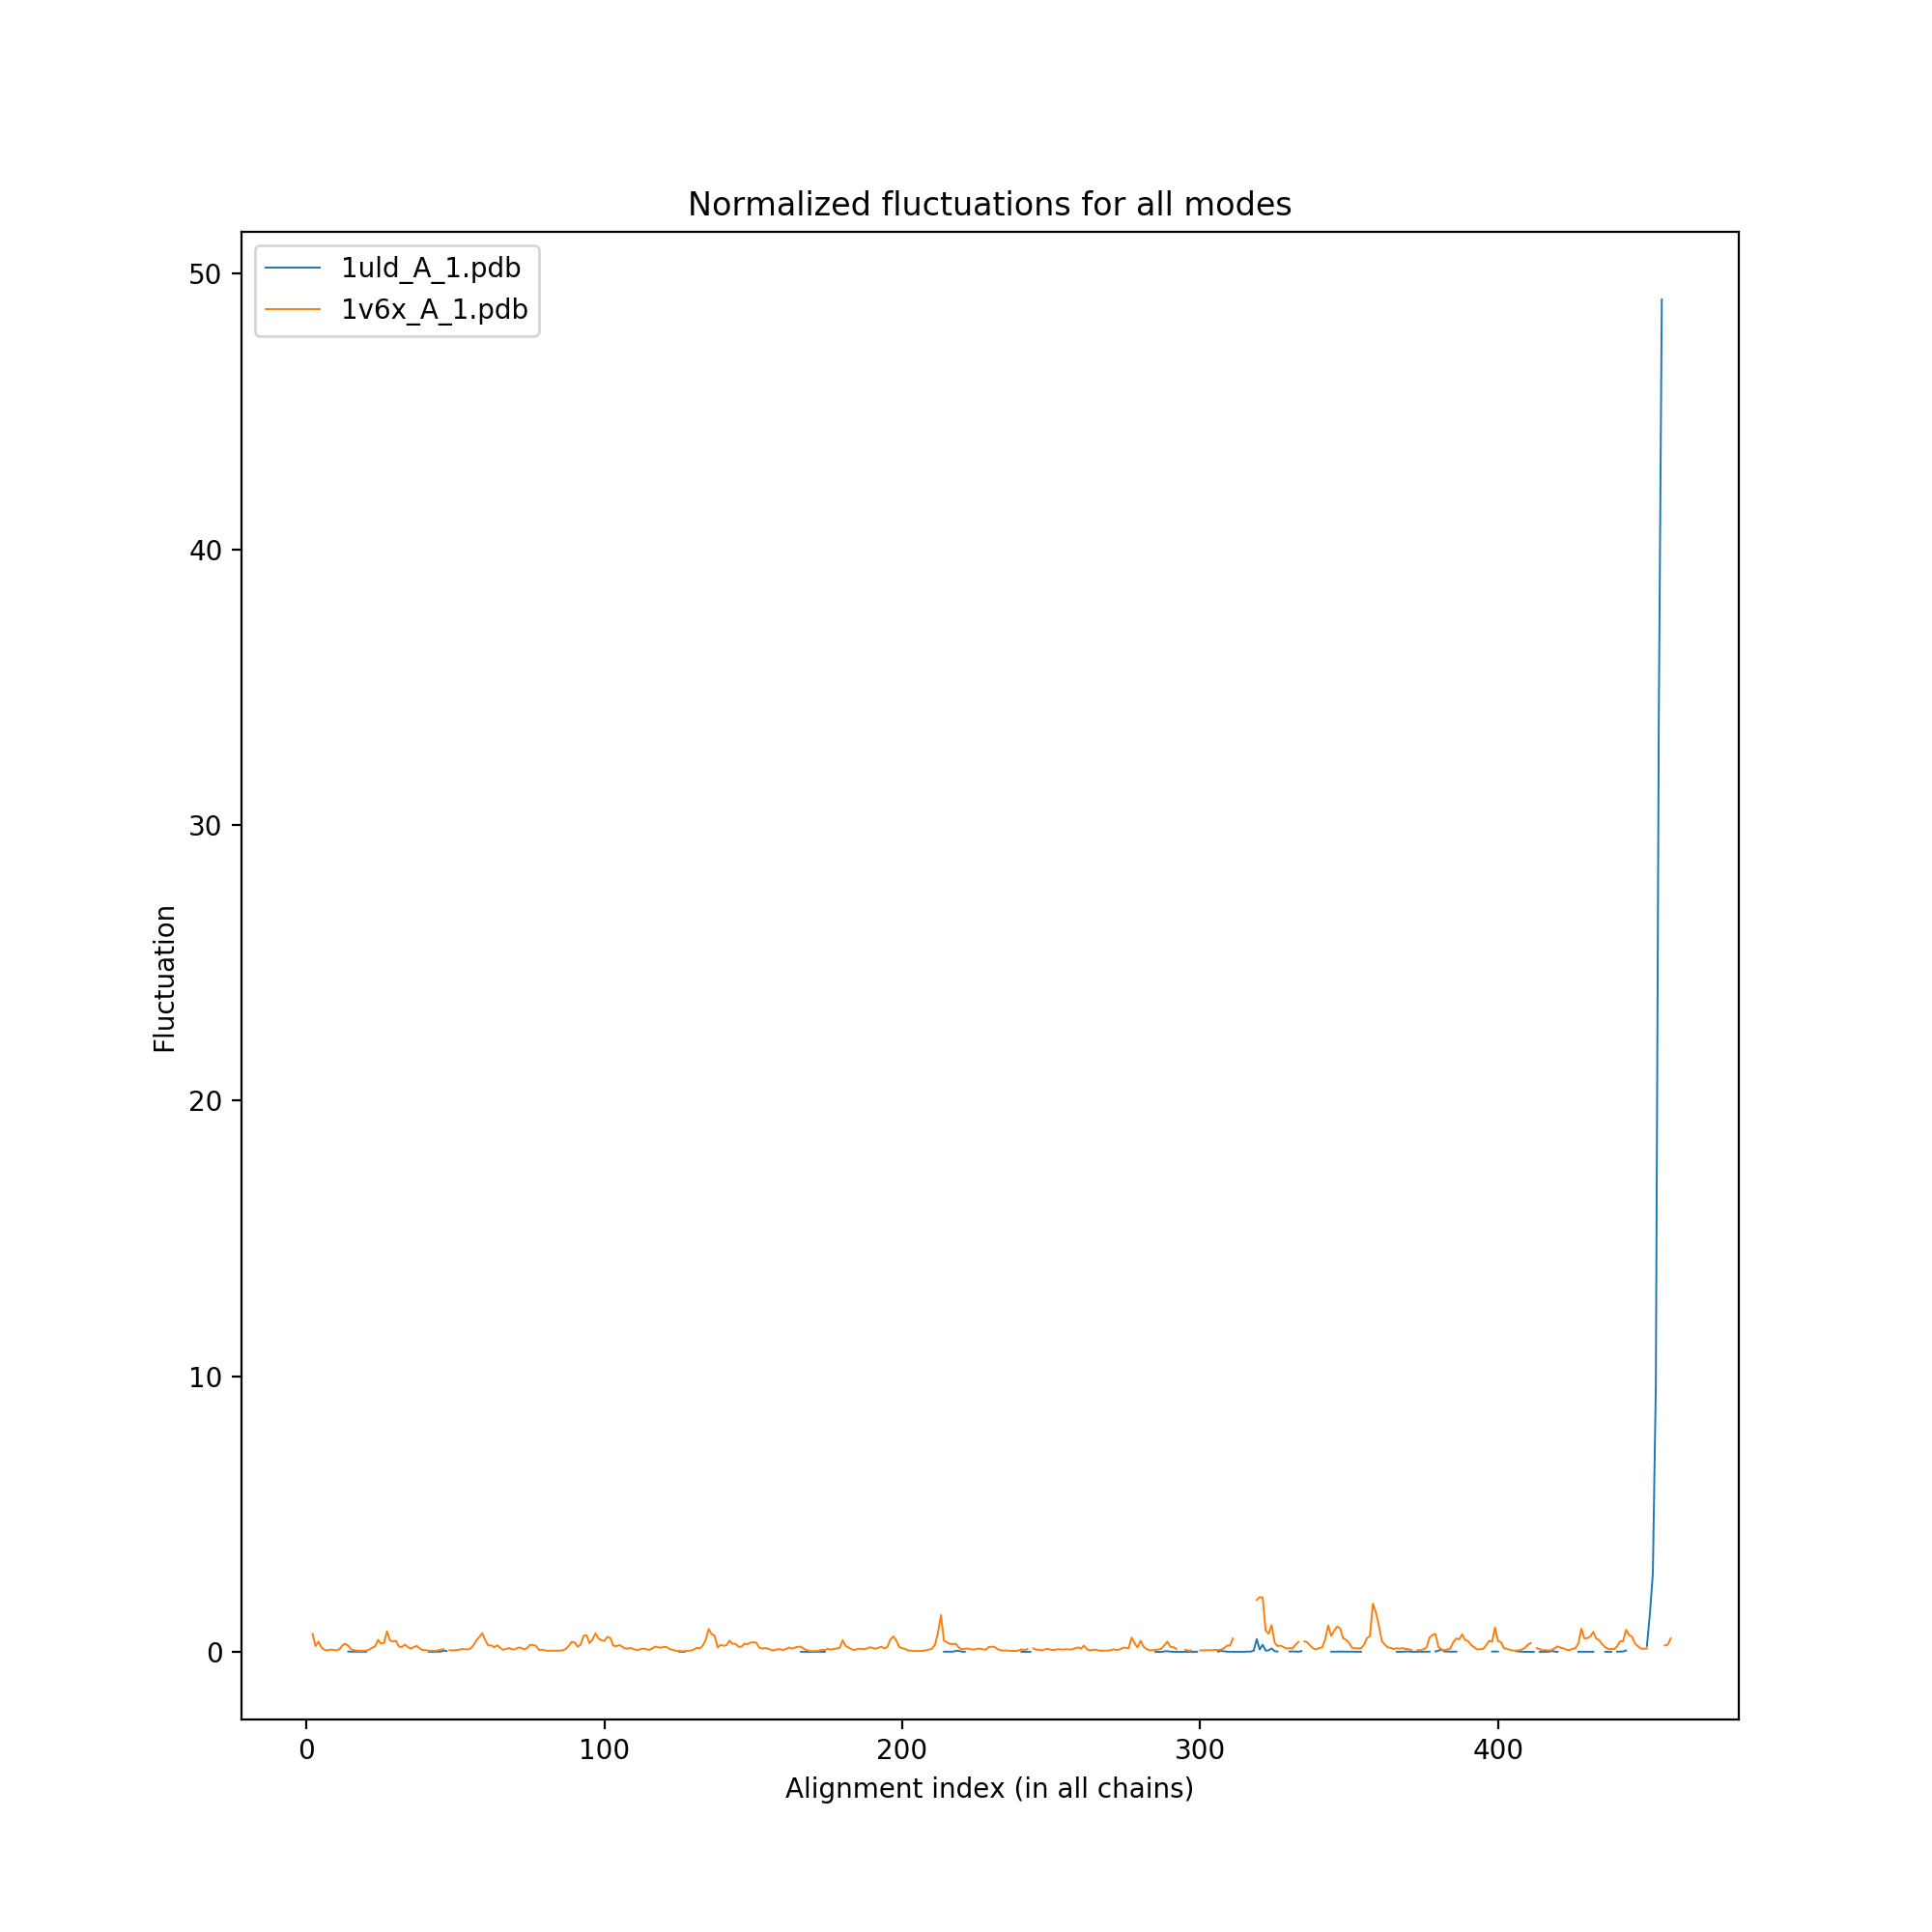 Normalized fluctuations for all modes
1uld_A_1.pdb
1v6x_A_1.pdb
50
40
30
20
10
0
Fluctuation
0 100 200 300 400
Alignment index (in all chains)